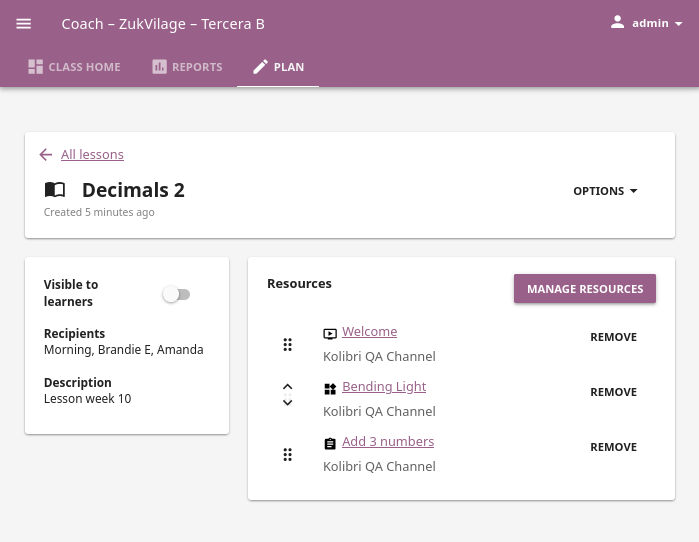 Coach – ZukVilage – Tercera B
admin
CLASS HOME
REPORTS
PLAN
All lessons
Decimals 2
OPTIONS
Created 5 minutes ago
Visible to
learners
Recipients
Morning, Brandie E, Amanda
Description
Lesson week 10
Resources
MANAGE RESOURCES
Welcome
REMOVE
Kolibri QA Channel
Bending Light
REMOVE
Kolibri QA Channel
Add 3 numbers
REMOVE
Kolibri QA Channel